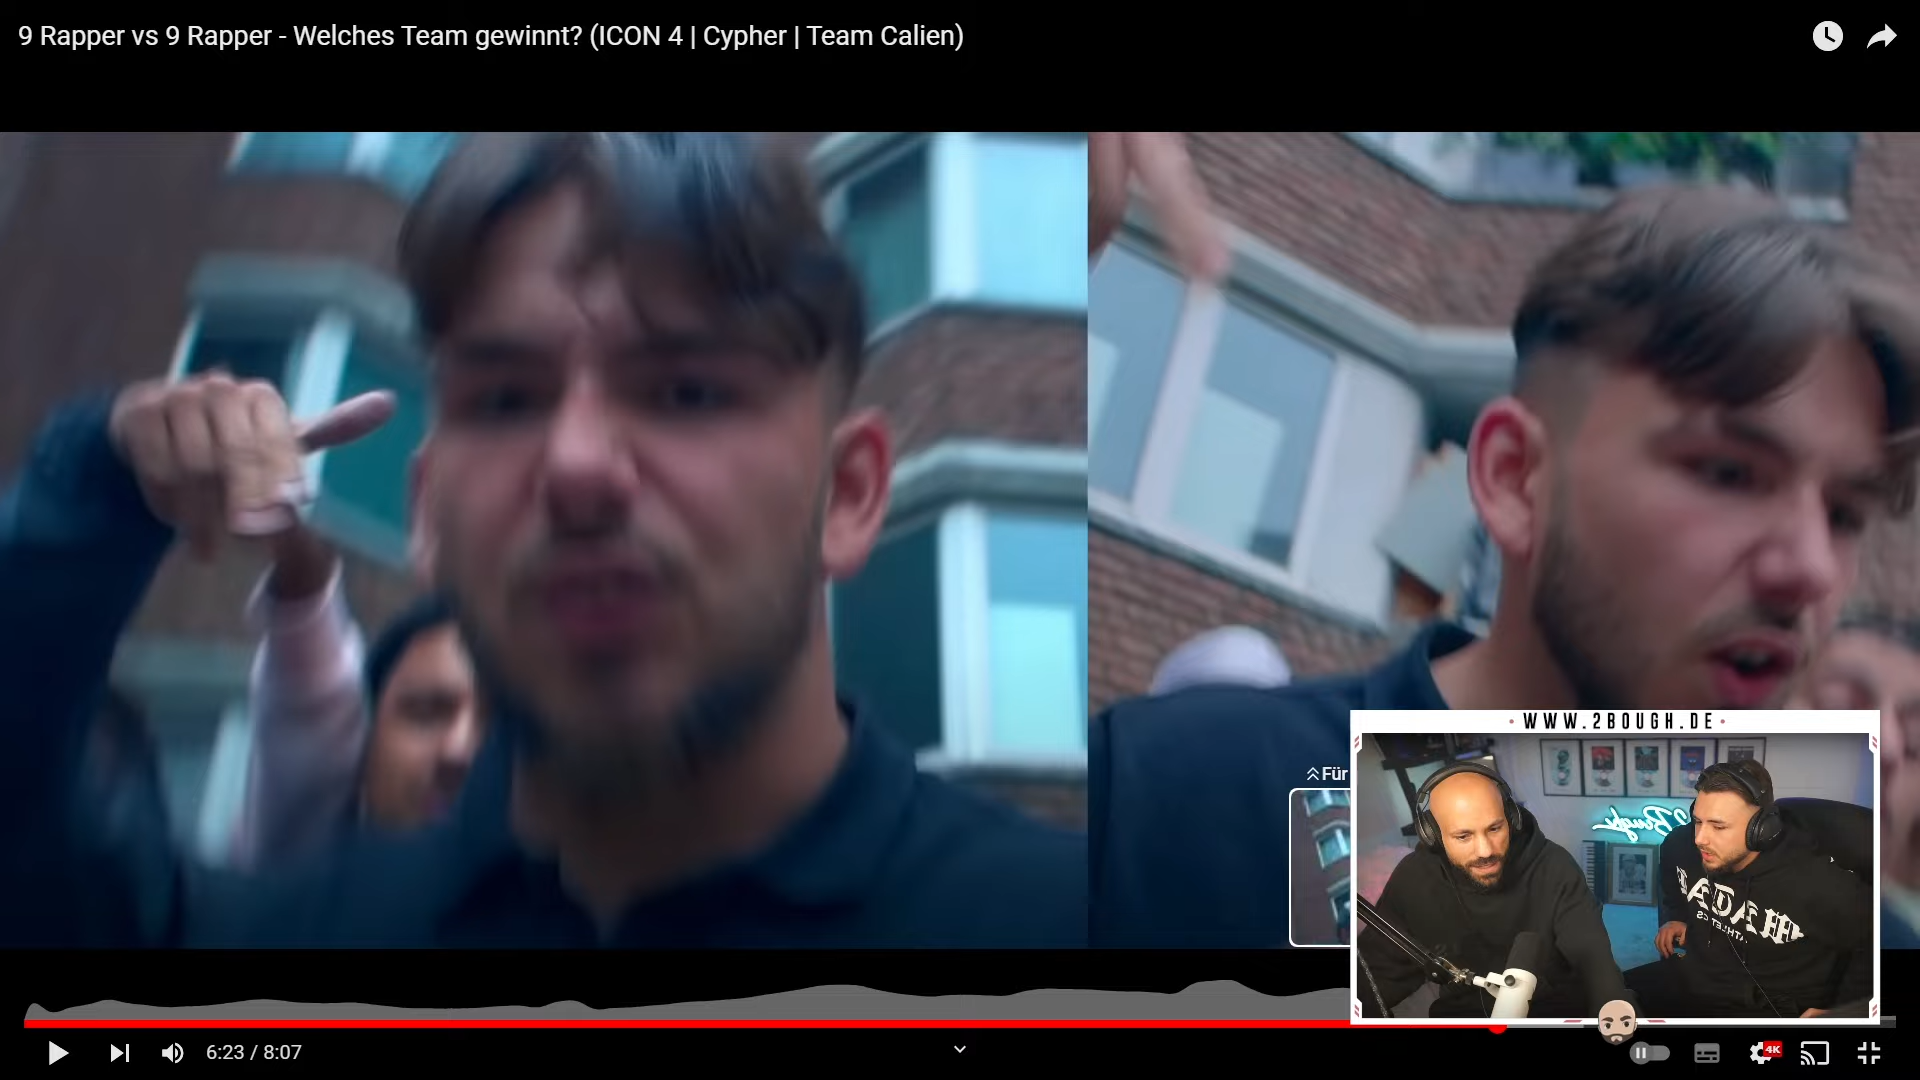 9 Rapper vs 9 Rapper - Welches Team gewinnt? (ICON 4 | Cypher | Team Calien)
· WWW.2BOUGH.DE ·
Für
6:23 / 8:07
4K